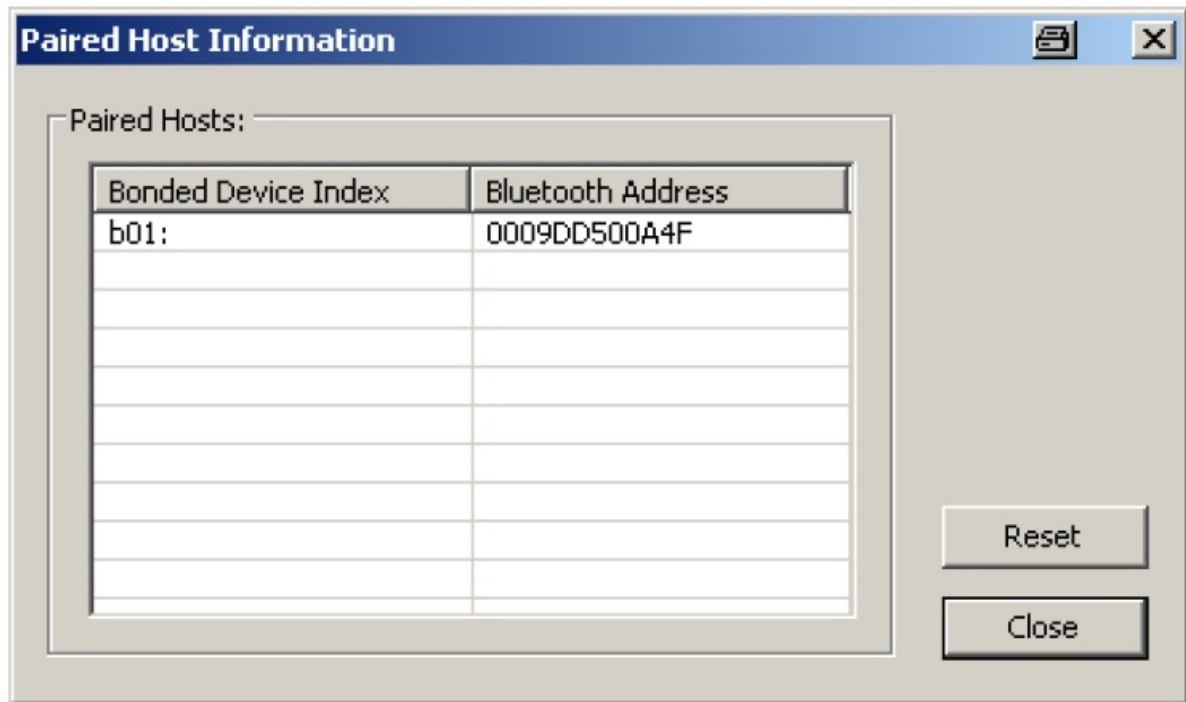 Paired Host Information
Paired Hosts:
Bonded Device Index Bluetooth Address
b01: 0009DD500A4F
Reset
Close